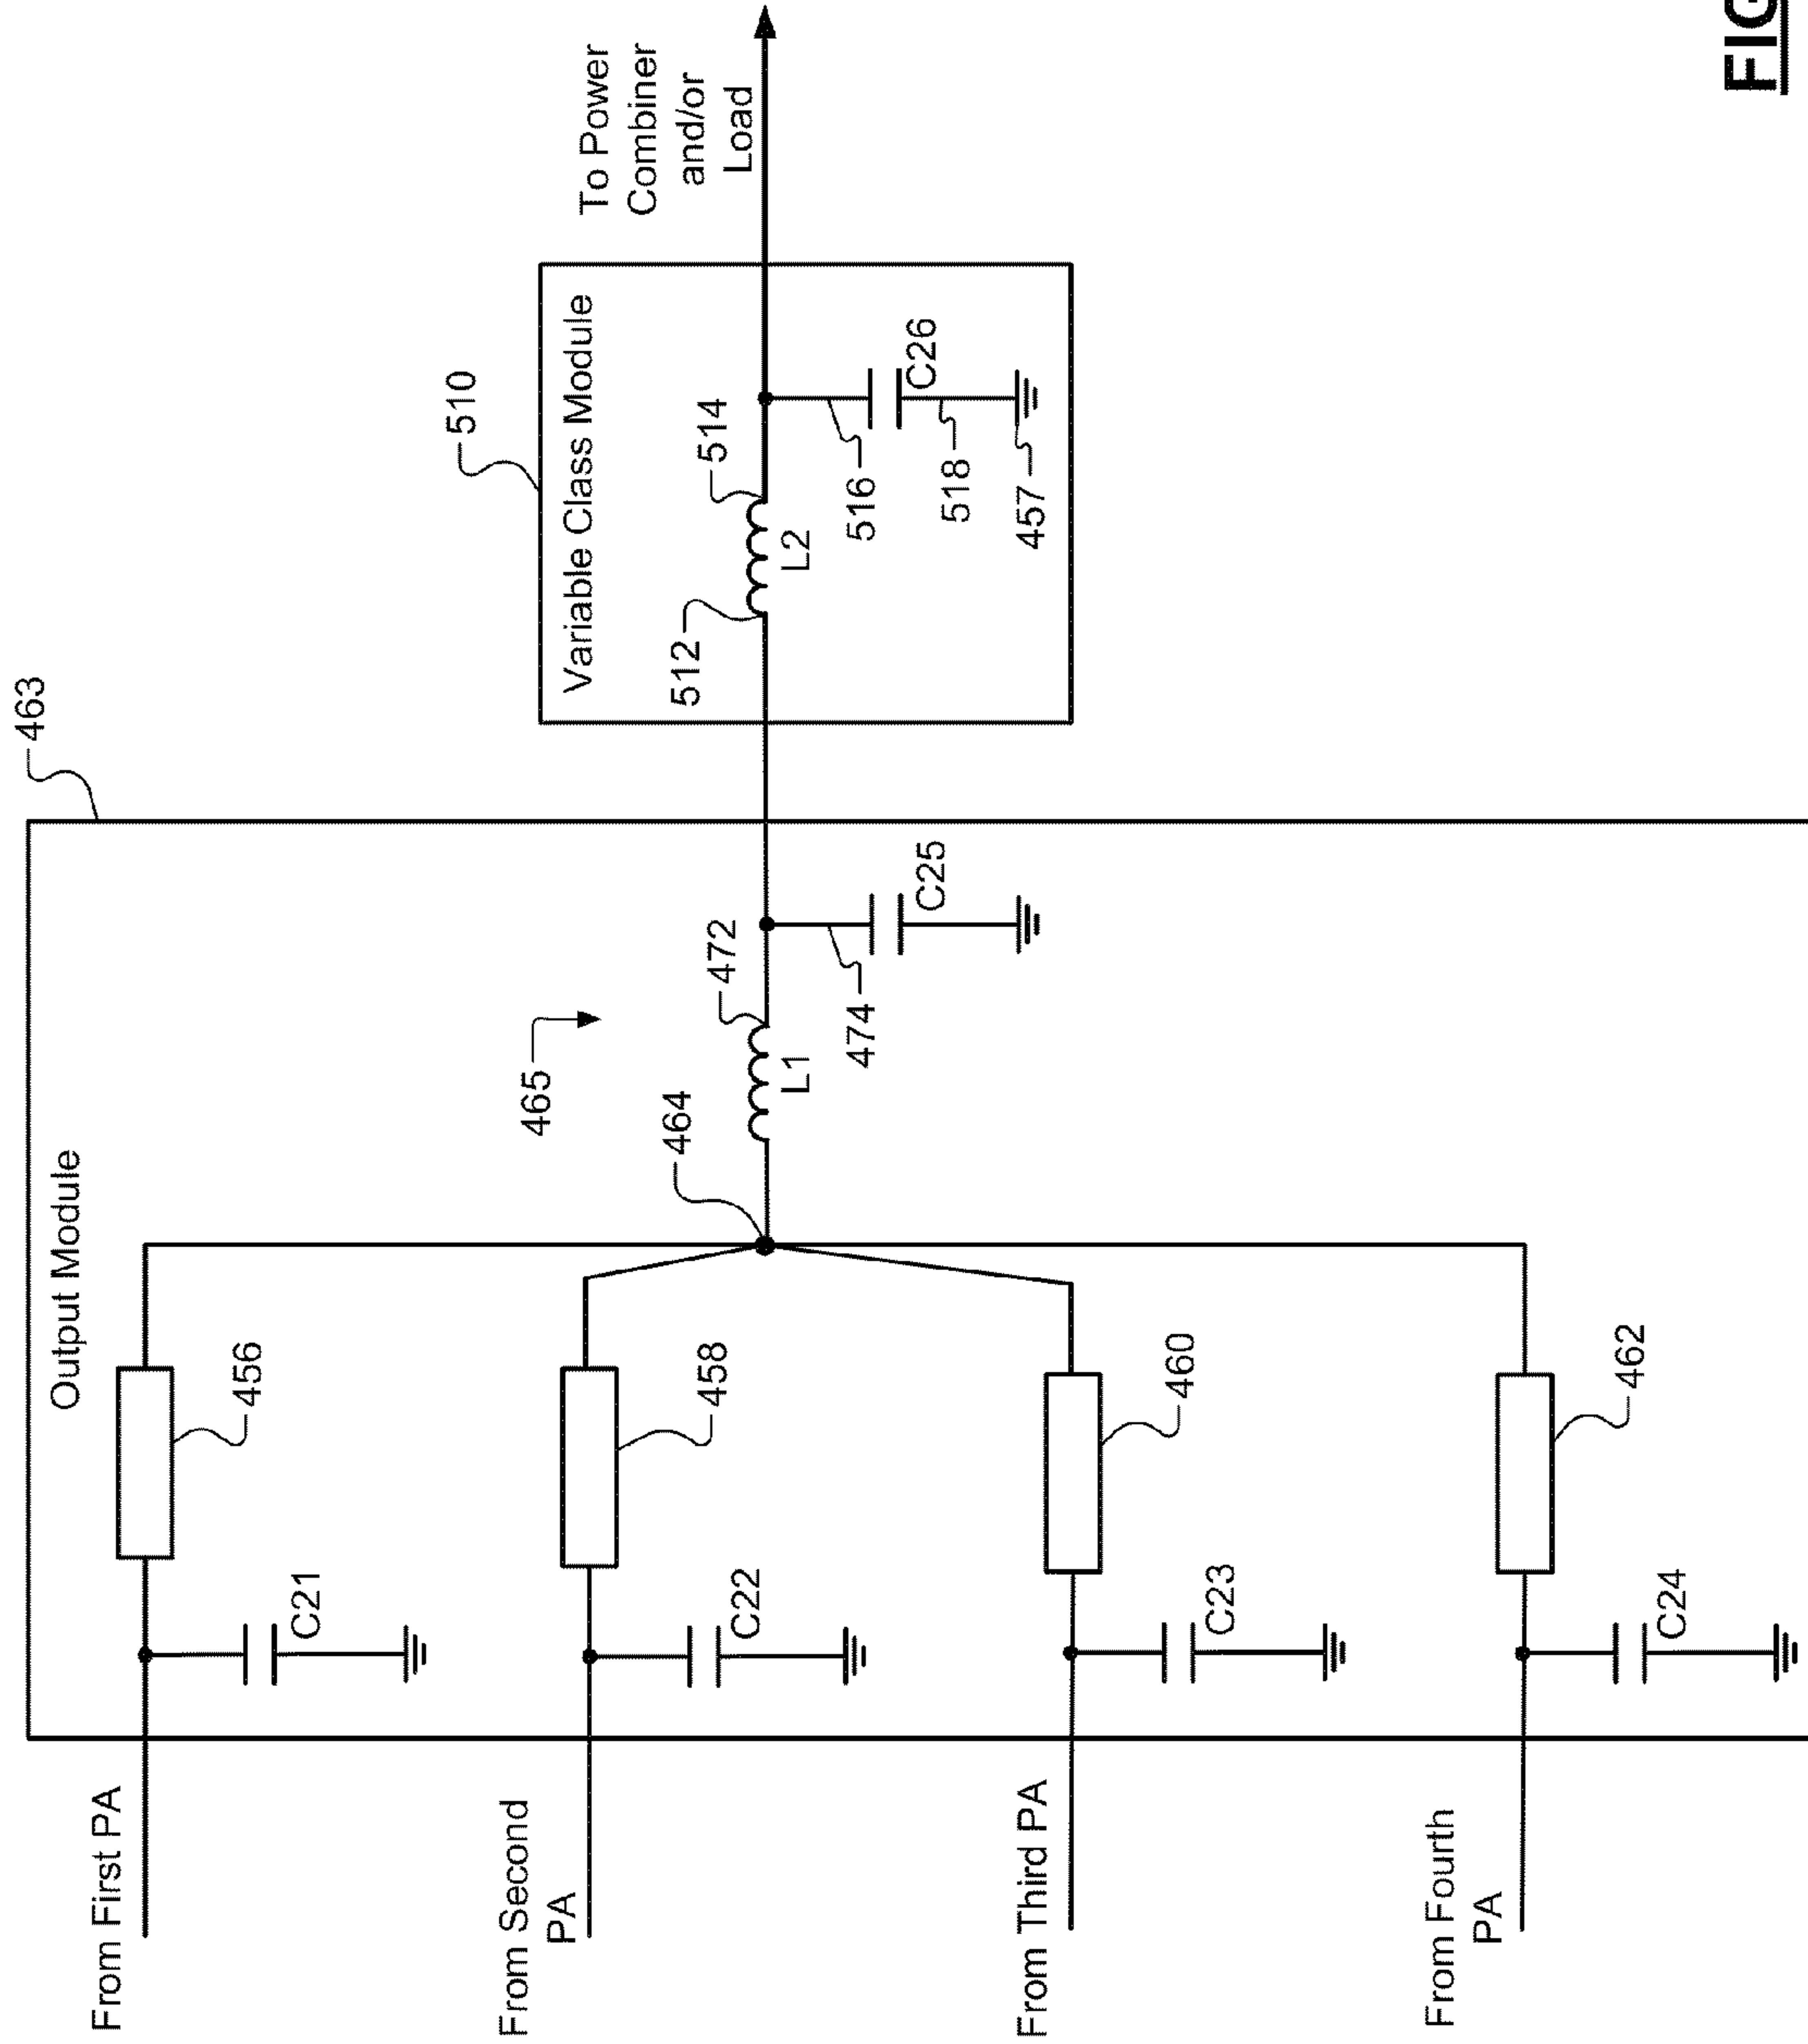 463
Output Module
From First PA
C21
456
From Second
PA
C22
458
From Third PA
C23
460
From Fourth
PA
C24
462
464
465
L1
472
474
C25
510
Variable Class Module
512
L2
514
516
C26
518
457
To Power
Combiner
and/or
Load